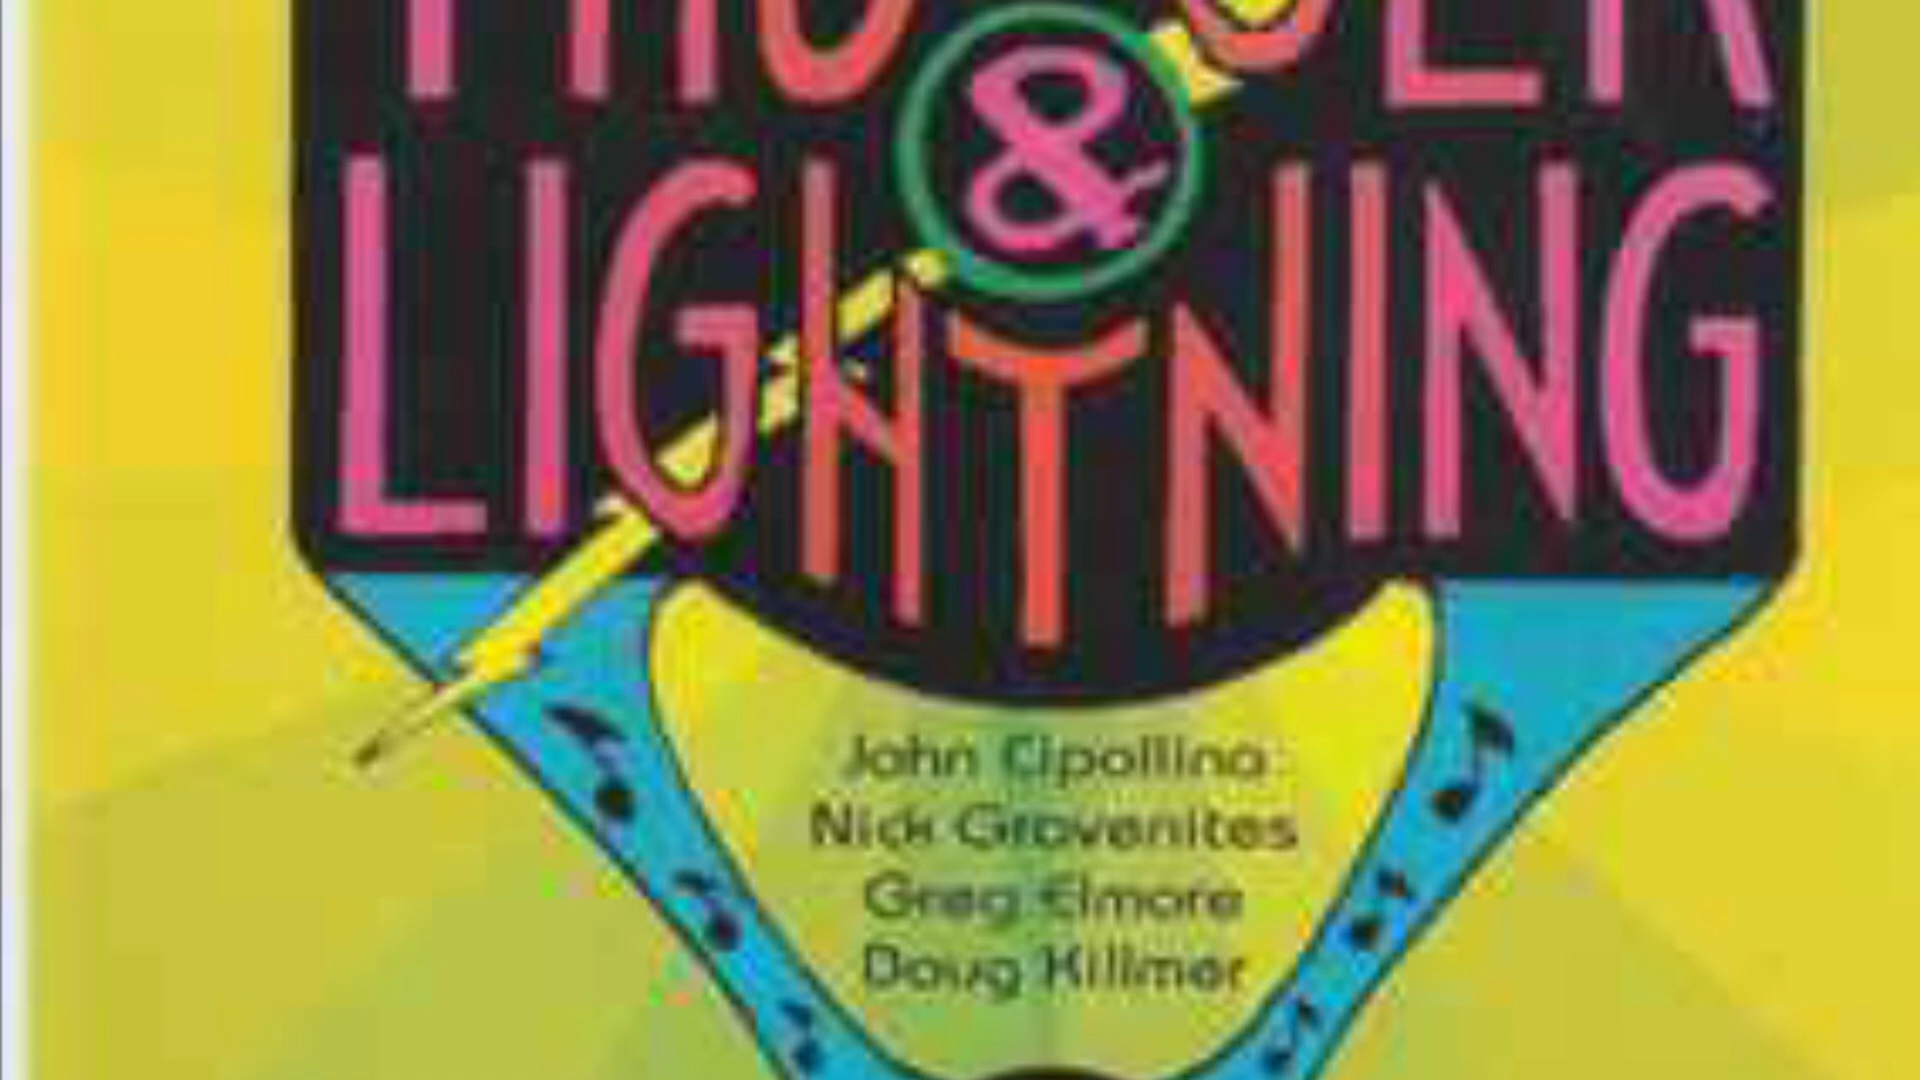 &
LIGHTNING
John Cipollina
Nick Gravenites
Greg Elmore
Doug Killmer